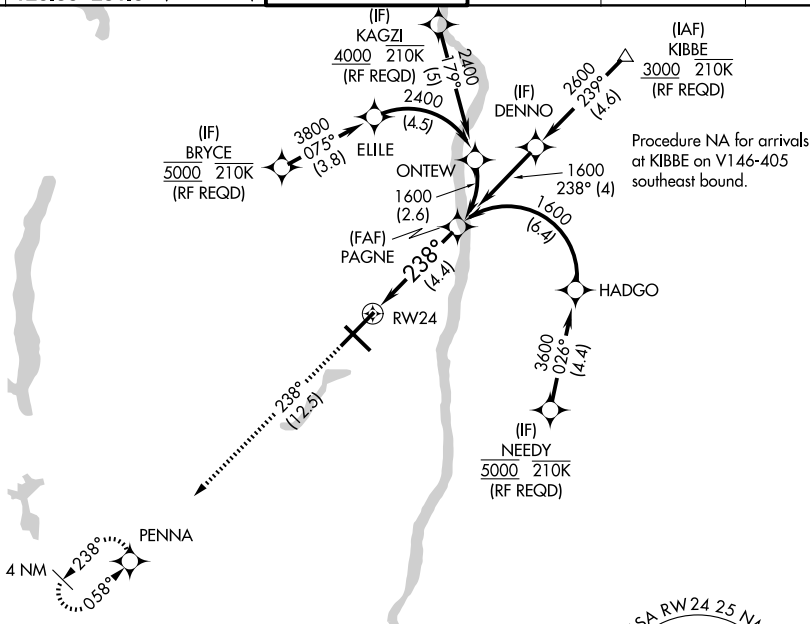 (IF)
KAGZI
4000 210K
(RF REQD)
2400
179°
(5)
(IAF)
KIBBE
3000 210K
(RF REQD)
2600
239°
(4.6)
(IF)
DENNO
2400
(4.5)
3800
075°
(3.8)
ELILE
(IF)
BRYCE
5000 210K
(RF REQD)
Procedure NA for arrivals
at KIBBE on V146-405
southeast bound.
ONTEW
1600
238° (4)
1600
(2.6)
1600
(6.4)
(FAF)
PAGNE
238°
(4.4)
HADGO
RW24
3600
026°
(4.4)
238°
(12.5)
(IF)
NEEDY
5000 210K
(RF REQD)
PENNA
4 NM
238°
058°
RW24 25